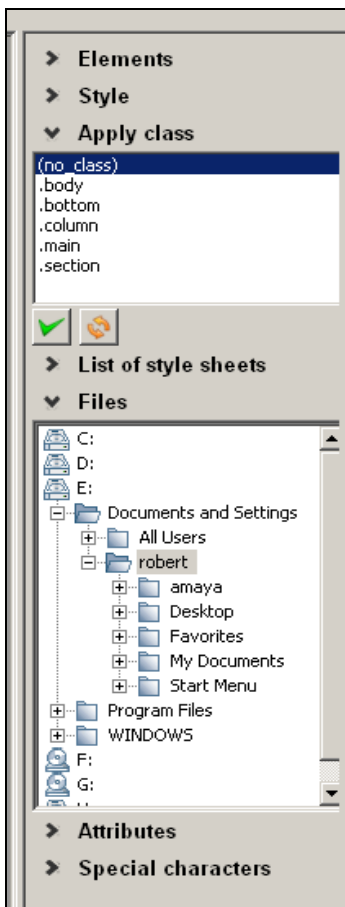 Elements
Style
Apply class
(no_class)
.body
.bottom
.column
.main
.section
List of style sheets
Files
C:
D:
E:
Documents and Settings
All Users
robert
amaya
Desktop
Favorites
My Documents
Start Menu
Program Files
WINDOWS
F:
G:
Attributes
Special characters